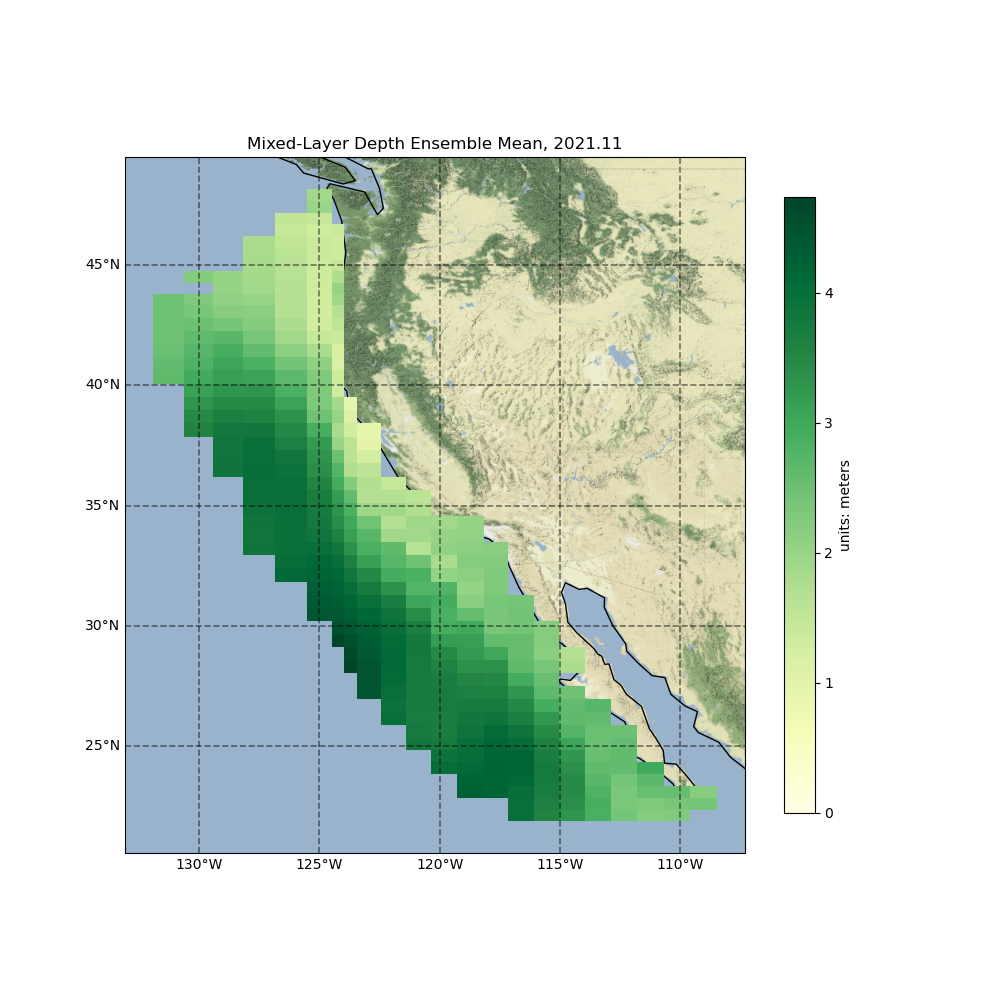 Mixed-Layer Depth Ensemble Mean, 2021.11
45°N
40°N
35°N
30°N
25°N
130°W 125°W 120°W 115°W 110°W
4
3
2
1
0
units: meters